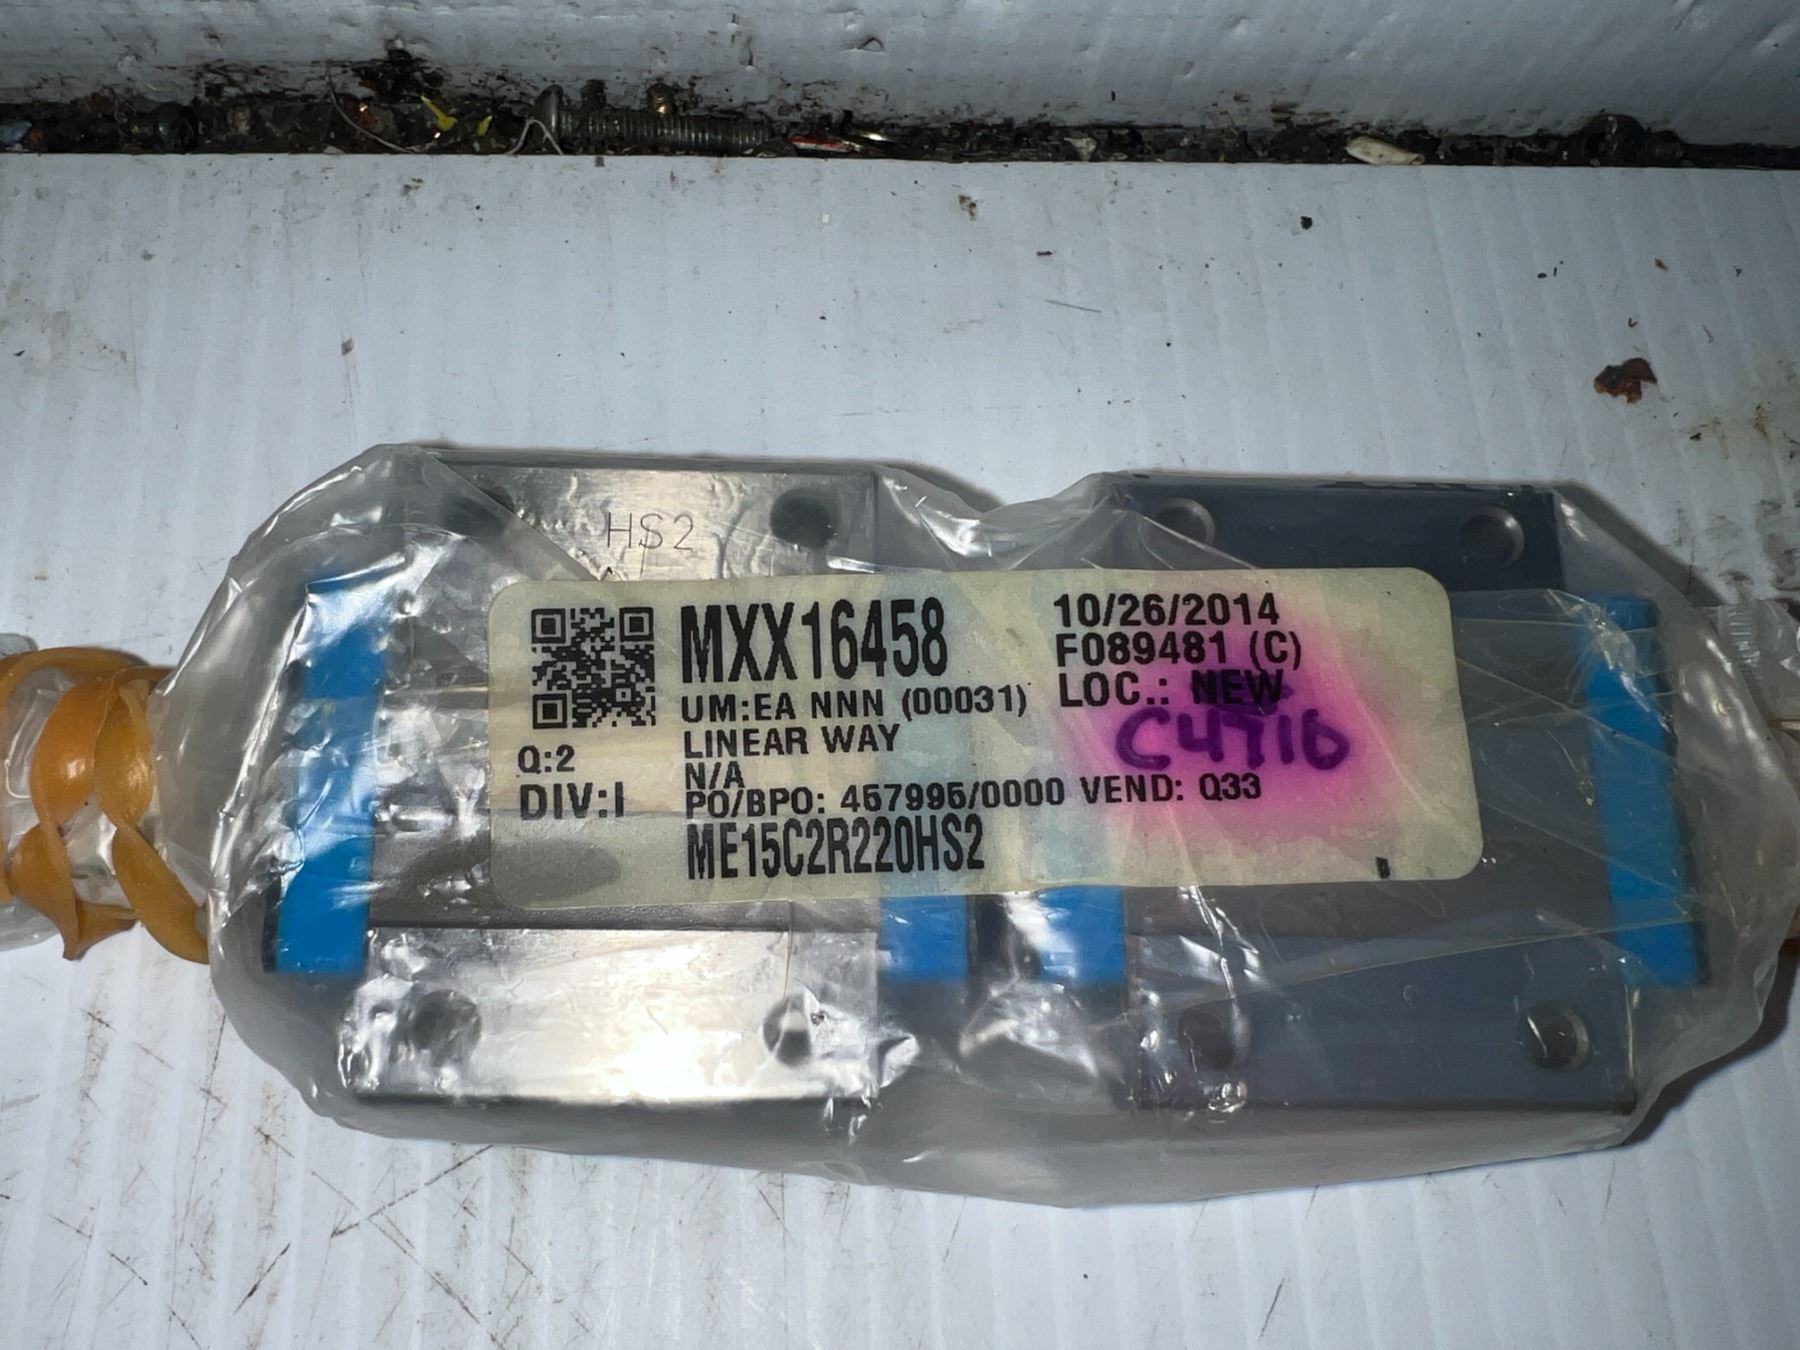 HS2
MXX16458
UM:EA NNN (00031)
LINEAR WAY
N/A
PO/BPO: 457995/0000 VEND: Q33
ME15C2R220HS2
Q:2
DIV:I
10/26/2014
F089481 (C)
LOC.: NEW
C4T16